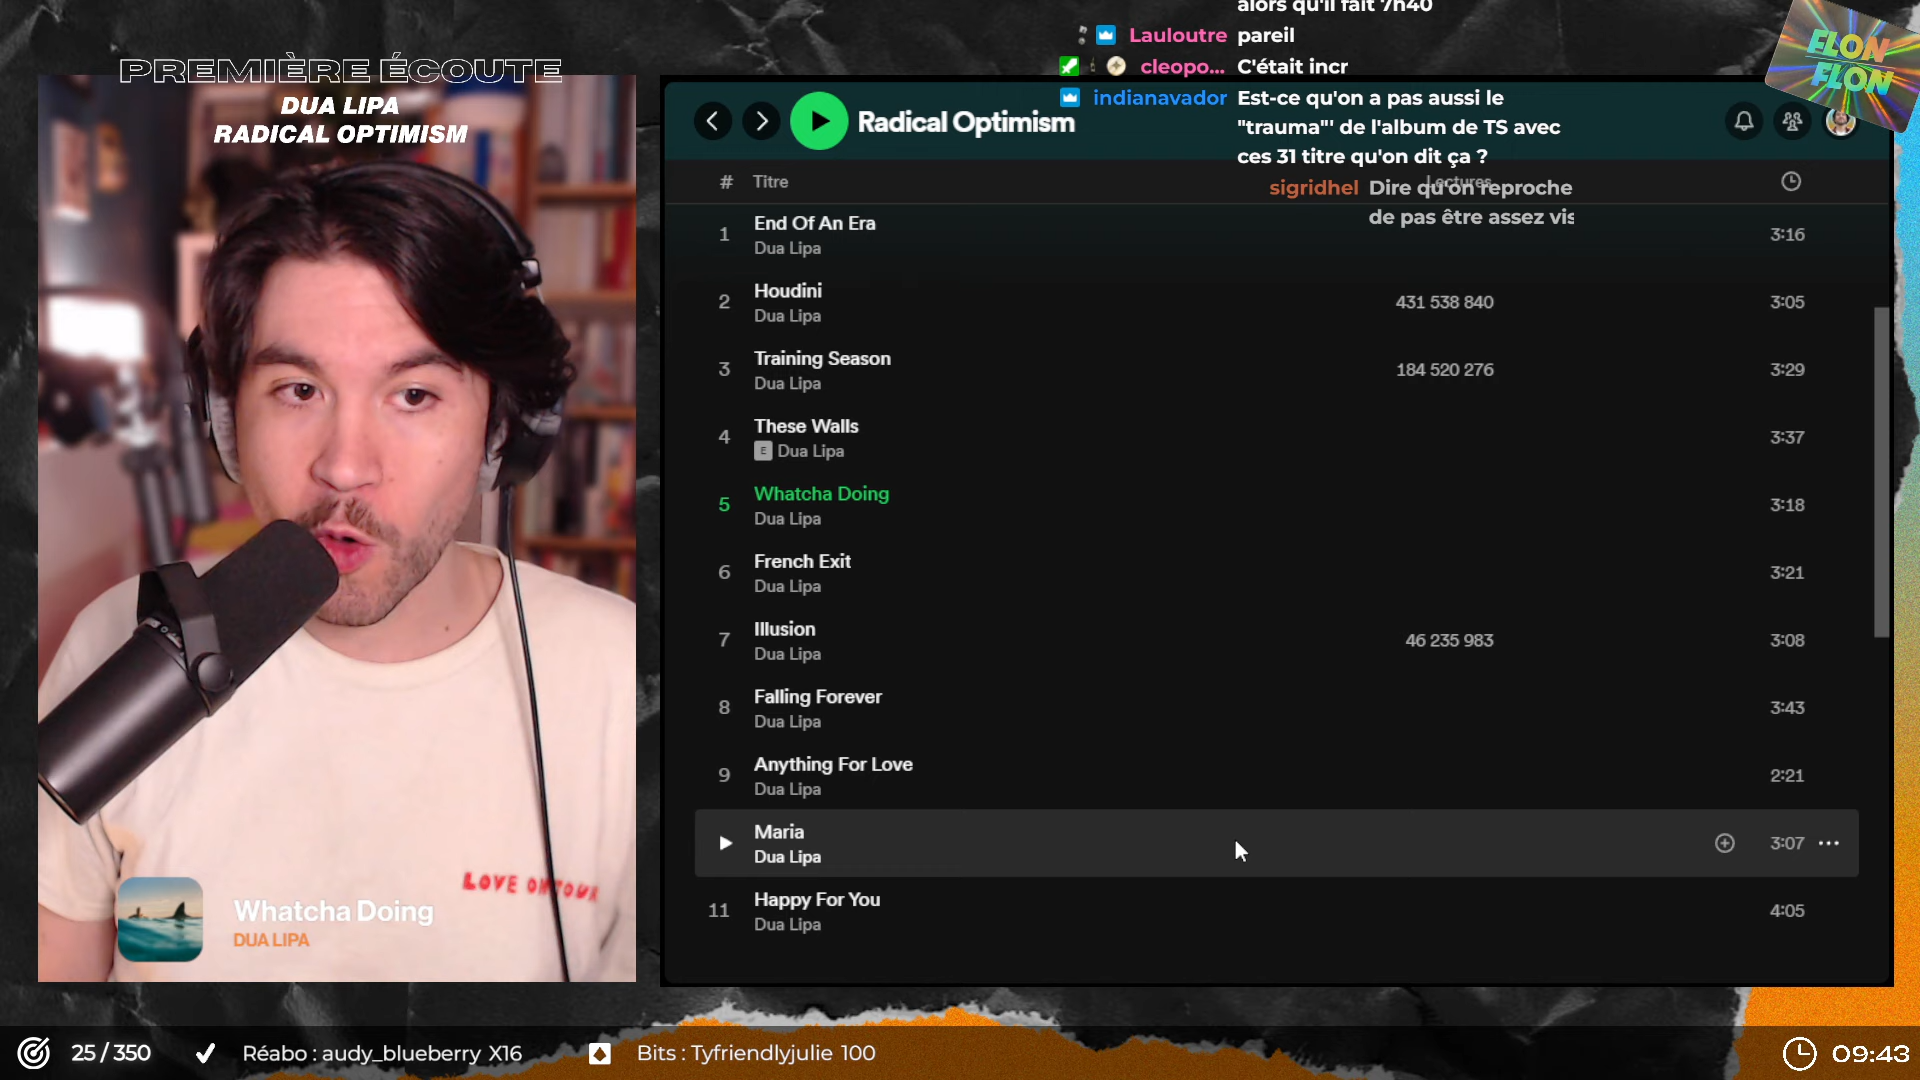 PREMIÈRE ÉCOUTE
DUA LIPA
RADICAL OPTIMISM
LOVE ON TOUR
Whatcha Doing
DUA LIPA
alors qu'il fait 7h40
Lauloutre pareil
cleopo... C'était incr
indianavador Est-ce qu'on a pas aussi le
"trauma"' de l'album de TS avec
ces 31 titre qu'on dit ça ?
sigridhel Dire qu'on reproche
de pas être assez vis
FLON
FLON
Radical Optimism
# Titre Lectures
1 End Of An Era 3:16
Dua Lipa
2 Houdini 431 538 840 3:05
Dua Lipa
3 Training Season 184 520 276 3:29
Dua Lipa
4 These Walls 3:37
E Dua Lipa
5 Whatcha Doing 3:18
Dua Lipa
6 French Exit 3:21
Dua Lipa
7 Illusion 46 235 983 3:08
Dua Lipa
8 Falling Forever 3:43
Dua Lipa
9 Anything For Love 2:21
Dua Lipa
Maria 3:07
Dua Lipa
11 Happy For You 4:05
Dua Lipa
25 / 350 Réabo : audy_blueberry X16 Bits : Tyfriendlyjulie 100 09:43